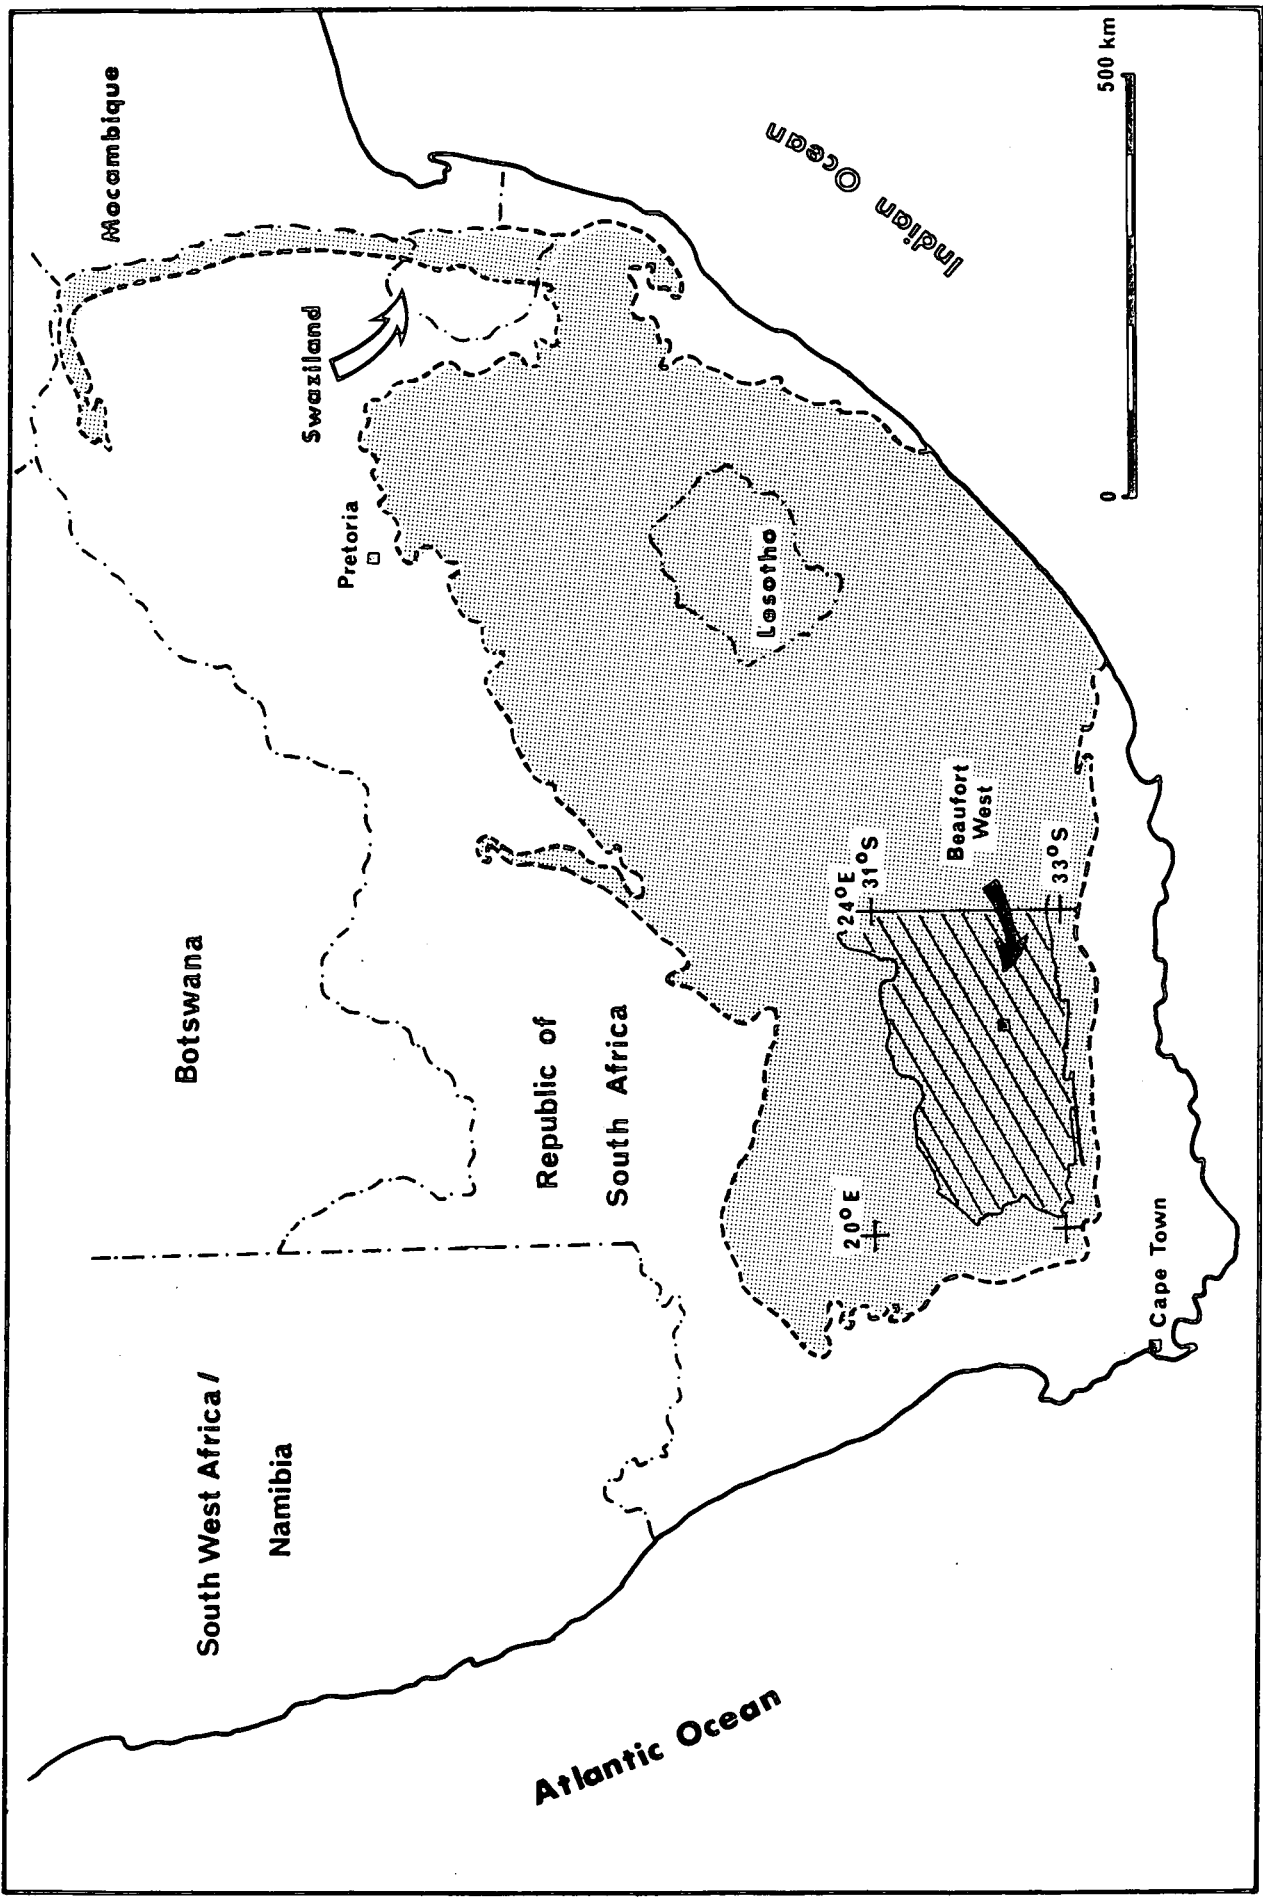 Mocambique
South West Africa /
Namibia
Botswana
Swaziland
Pretoria
Republic of
South Africa
Lesotho
Indian Ocean
Atlantic Ocean
20°E
24°E
31°S
Beaufort
West
33°S
Cape Town
0
500 km